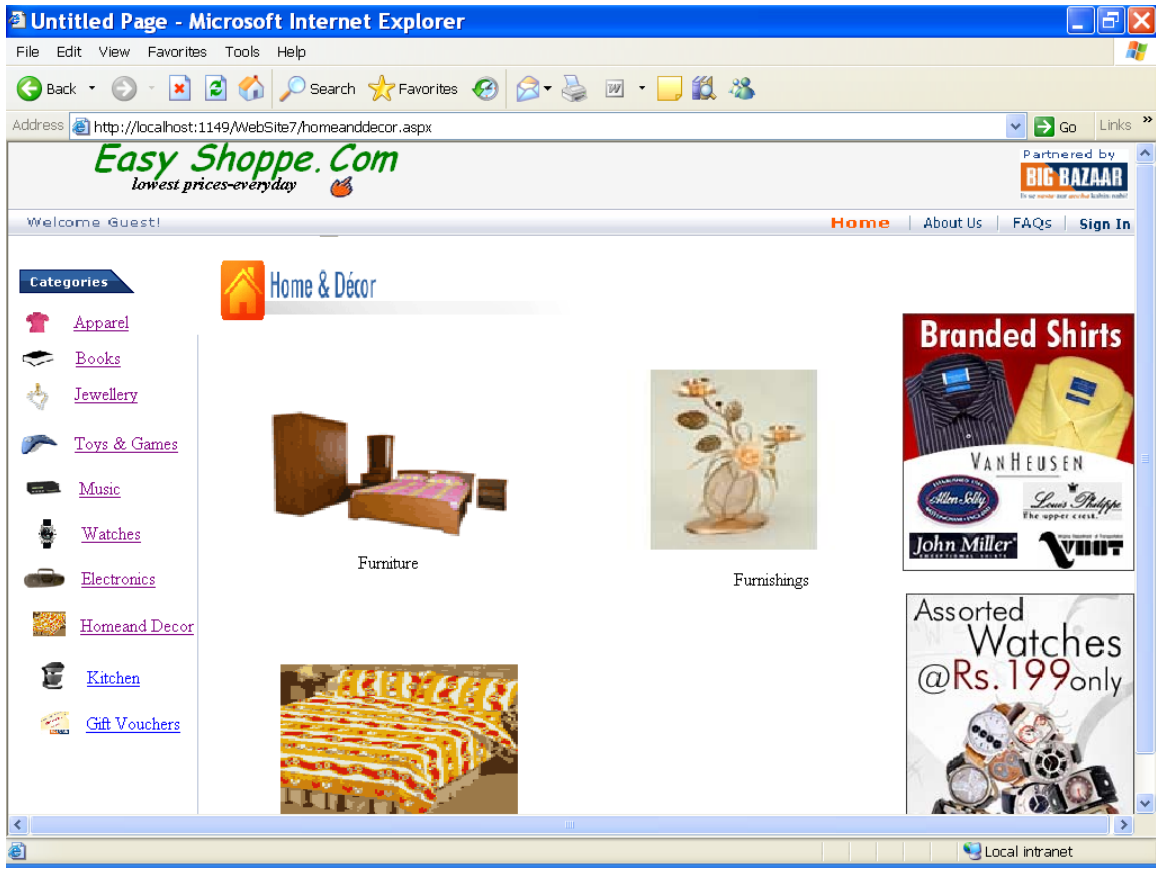 Untitled Page - Microsoft Internet Explorer
File Edit View Favorites Tools Help
Back Search Favorites
Address http://localhost:1149/WebSite7/homeanddecor.aspx Go Links »
Easy Shoppe.Com
lowest prices-everyday
Partnered by
BIG BAZAAR
Welcome Guest!
Home | About Us | FAQs | Sign In
Categories
Home & Décor
Apparel
Books
Jewellery
Toys & Games
Music
Watches
Electronics
Homeand Decor
Kitchen
Gift Vouchers
Furniture
Furnishings
Branded Shirts
VAN HEUSEN
Allen Solly
Louis Philippe
The upper crest.
John Miller
VDOT
Assorted
Watches
@Rs.199only
Local intranet